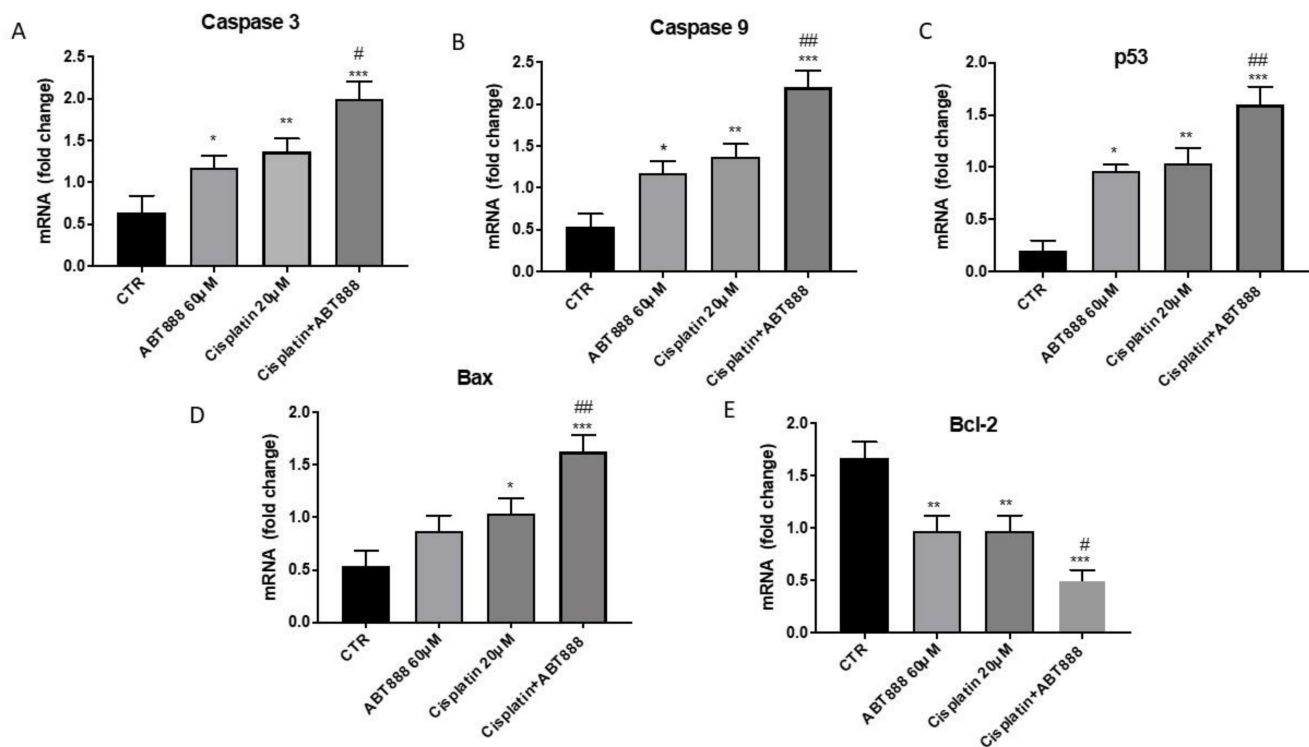 A
Caspase 3
mRNA (fold change)
2.5
2.0
1.5
1.0
0.5
0.0
*
**
#
***
CTR
ABT888 60µM
Cisplatin 20µM
Cisplatin+ABT888
B
Caspase 9
mRNA (fold change)
2.5
2.0
1.5
1.0
0.5
0.0
*
**
##
***
CTR
ABT888 60µM
Cisplatin 20µM
Cisplatin+ABT888
C
p53
mRNA (fold change)
2.0
1.5
1.0
0.5
0.0
*
**
##
***
CTR
ABT888 60µM
Cisplatin 20µM
Cisplatin+ABT888
D
Bax
mRNA (fold change)
2.0
1.5
1.0
0.5
0.0
*
##
***
CTR
ABT888 60µM
Cisplatin 20µM
Cisplatin+ABT888
E
Bcl-2
mRNA (fold change)
2.0
1.5
1.0
0.5
0.0
**
**
#
***
CTR
ABT888 60µM
Cisplatin 20µM
Cisplatin+ABT888